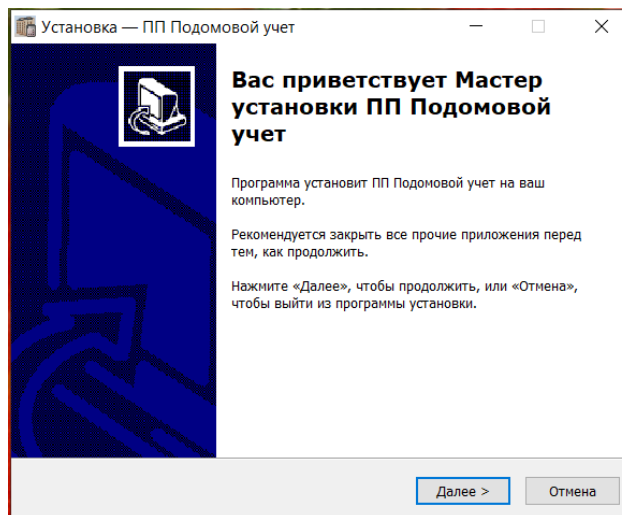 Установка — ПП Подомовой учет
Вас приветствует Мастер
установки ПП Подомовой
учет
Программа установит ПП Подомовой учет на ваш
компьютер.
Рекомендуется закрыть все прочие приложения перед
тем, как продолжить.
Нажмите «Далее», чтобы продолжить, или «Отмена»,
чтобы выйти из программы установки.
Далее >
Отмена